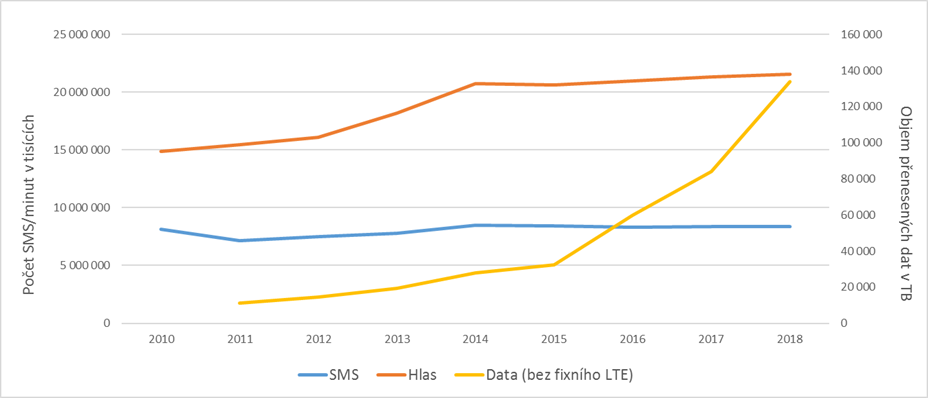 25 000 000
20 000 000
15 000 000
10 000 000
5 000 000
0
Počet SMS/minut v tisících
160 000
140 000
120 000
100 000
80 000
60 000
40 000
20 000
0
Objem přenesených dat v TB
2010 2011 2012 2013 2014 2015 2016 2017 2018
SMS Hlas Data (bez fixního LTE)